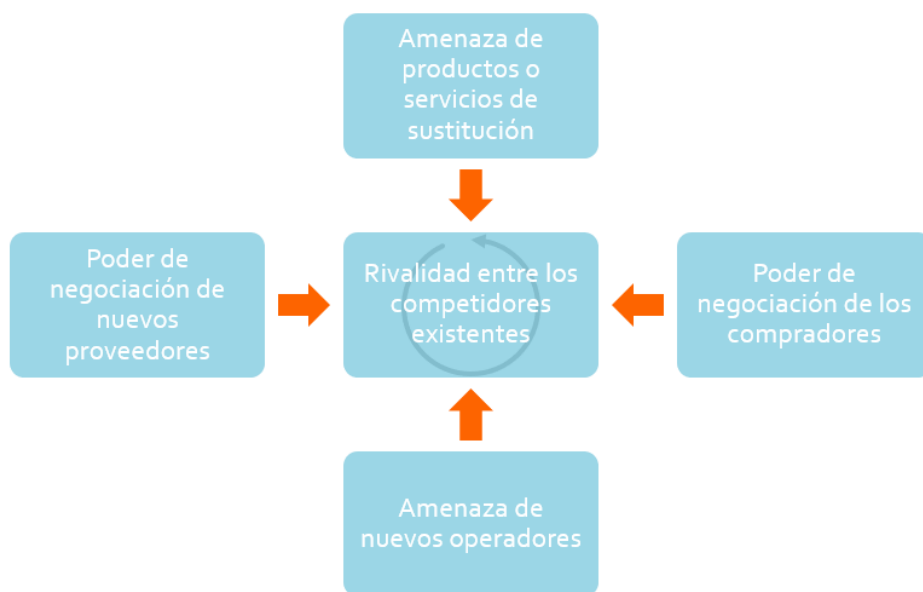 Amenaza de
productos o
servicios de
sustitución
Poder de
negociación de
nuevos
proveedores
Rivalidad entre los
competidores
existentes
Poder de
negociación de los
compradores
Amenaza de
nuevos operadores